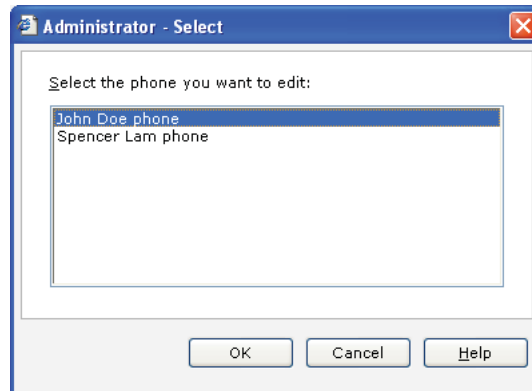 Administrator - Select
Select the phone you want to edit:
John Doe phone
Spencer Lam phone
OK
Cancel
Help